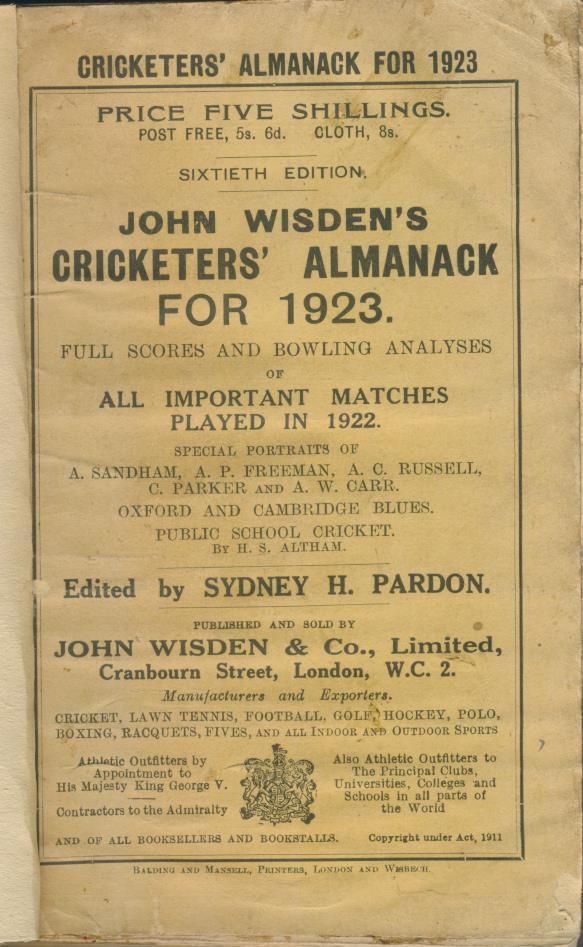 CRICKETERS' ALMANACK FOR 1923
PRICE FIVE SHILLINGS.
POST FREE, 5s. 6d. CLOTH, 8s.
SIXTIETH EDITION.
JOHN WISDEN'S
CRICKETERS' ALMANACK
FOR 1923.
FULL SCORES AND BOWLING ANALYSES
OF
ALL IMPORTANT MATCHES
PLAYED IN 1922.
SPECIAL PORTRAITS OF
A. SANDHAM, A. P. FREEMAN, A. C. RUSSELL,
C. PARKER AND A. W. CARR.
OXFORD AND CAMBRIDGE BLUES.
PUBLIC SCHOOL CRICKET.
BY H. S. ALTHAM.
Edited by SYDNEY H. PARDON.
PUBLISHED AND SOLD BY
JOHN WISDEN & Co., Limited,
Cranbourn Street, London, W.C. 2.
Manufacturers and Exporters.
CRICKET, LAWN TENNIS, FOOTBALL, GOLF, HOCKEY, POLO,
BOXING, RACQUETS, FIVES, AND ALL INDOOR AND OUTDOOR SPORTS
Athletic Outfitters by
Appointment to
His Majesty King George V.
Contractors to the Admiralty
Also Athletic Outfitters to
The Principal Clubs,
Universities, Colleges and
Schools in all parts of
the World
AND OF ALL BOOKSELLERS AND BOOKSTALLS. Copyright under Act, 1911
BALDING AND MANSELL, PRINTERS, LONDON AND WISBECH.